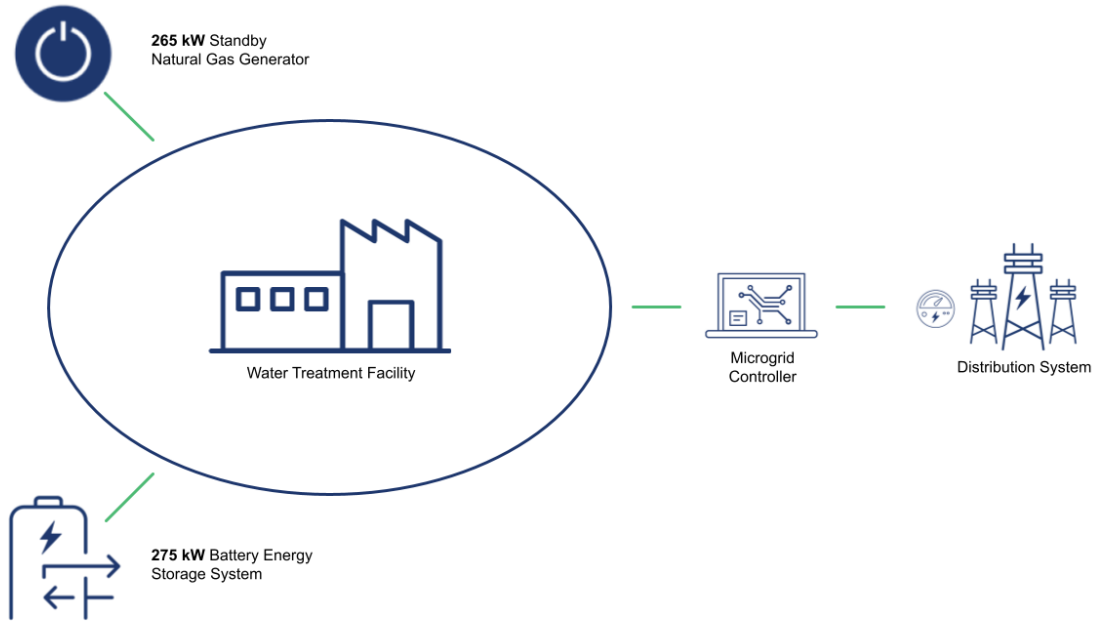 265 kW Standby
Natural Gas Generator
Water Treatment Facility
Microgrid
Controller
Distribution System
275 kW Battery Energy
Storage System